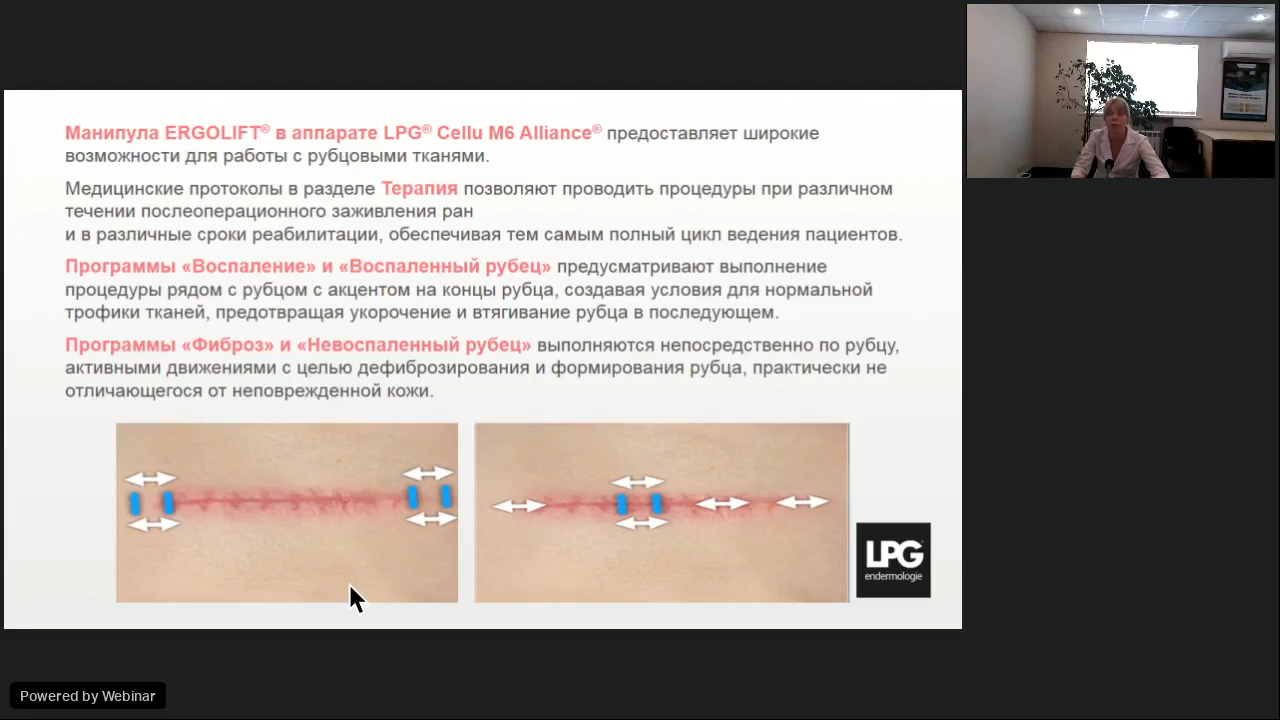 Манипула ERGOLIFT® в аппарате LPG® Cellu M6 Alliance® предоставляет широкие
возможности для работы с рубцовыми тканями.
Медицинские протоколы в разделе Терапия позволяют проводить процедуры при различном
течении послеоперационного заживления ран
и в различные сроки реабилитации, обеспечивая тем самым полный цикл ведения пациентов.
Программы «Воспаление» и «Воспаленный рубец» предусматривают выполнение
процедуры рядом с рубцом с акцентом на концы рубца, создавая условия для нормальной
трофики тканей, предотвращая укорочение и втягивание рубца в последующем.
Программы «Фиброз» и «Невоспаленный рубец» выполняются непосредственно по рубцу,
активными движениями с целью дефиброзирования и формирования рубца, практически не
отличающегося от неповрежденной кожи.
LPG
endermologie
Powered by Webinar